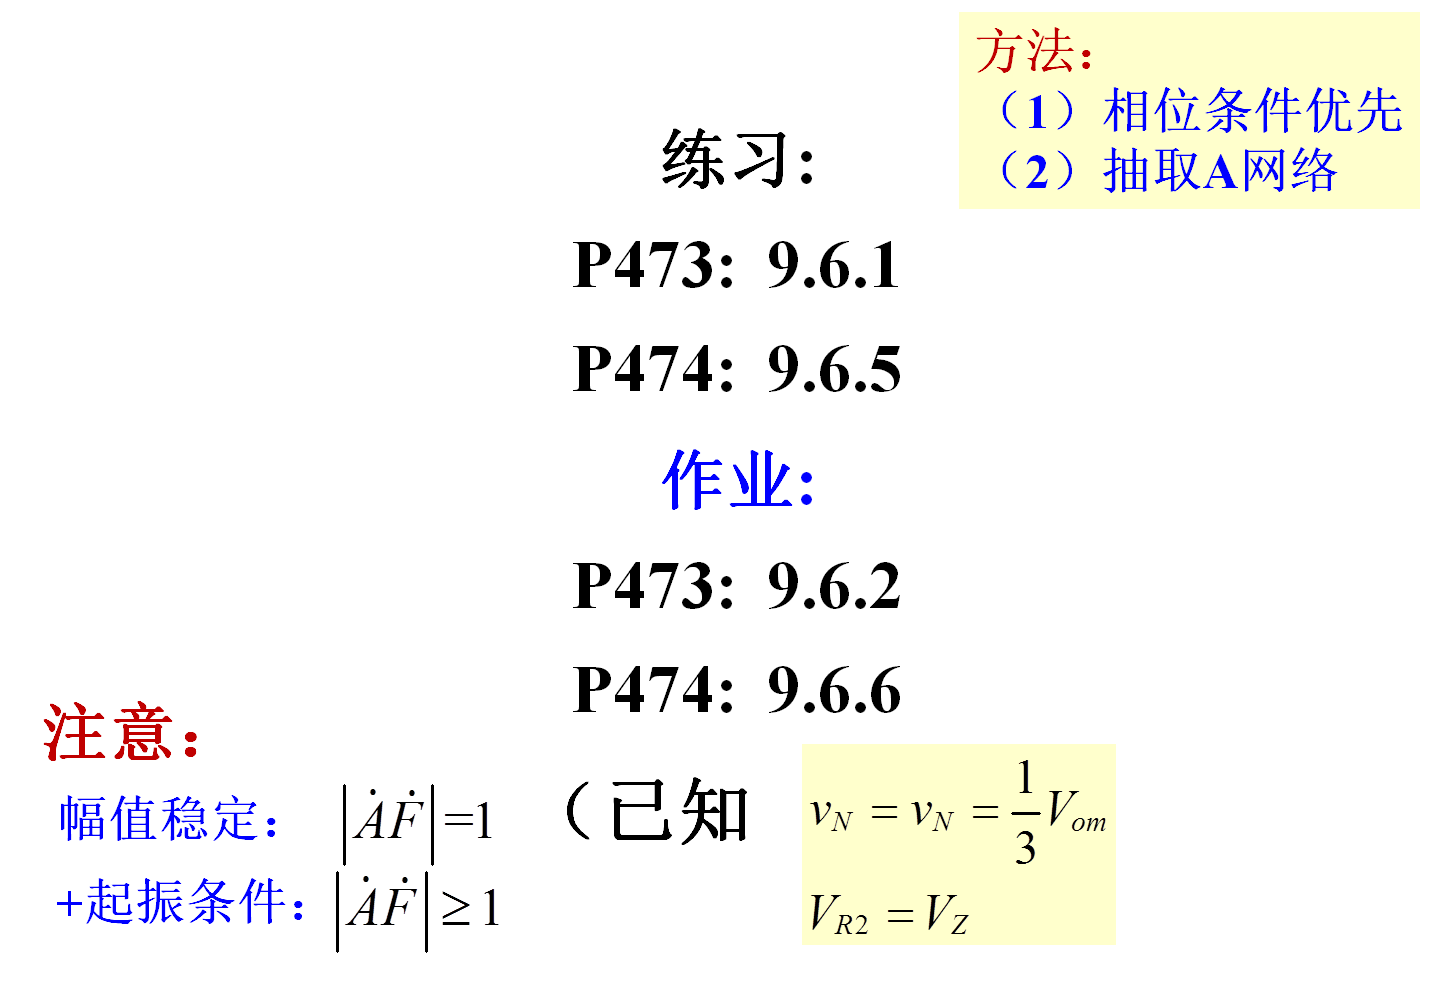 方法：
（1）相位条件优先
（2）抽取A网络
练习:
P473: 9.6.1
P474: 9.6.5
作业:
P473: 9.6.2
P474: 9.6.6
注意：
幅值稳定： |ȦḞ|=1
+起振条件：|ȦḞ| ≥ 1
（已知
v_N = v_N = 1/3 V_om
V_R2 = V_Z